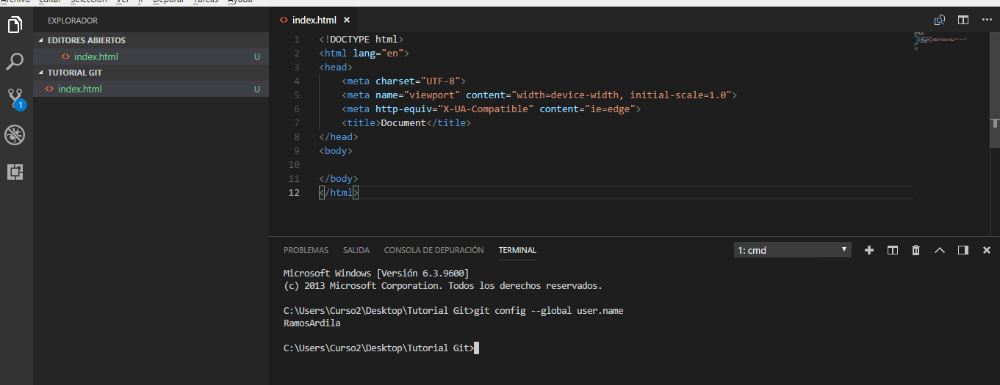 Archivo Editar Selección Ver Ir Depurar Tareas Ayuda
EXPLORADOR
EDITORES ABIERTOS
index.html U
TUTORIAL GIT
index.html U
1
index.html
1 <!DOCTYPE html>
2 <html lang="en">
3 <head>
4 <meta charset="UTF-8">
5 <meta name="viewport" content="width=device-width, initial-scale=1.0">
6 <meta http-equiv="X-UA-Compatible" content="ie=edge">
7 <title>Document</title>
8 </head>
9 <body>
10
11 </body>
12 </html>
PROBLEMAS SALIDA CONSOLA DE DEPURACIÓN TERMINAL 1: cmd
Microsoft Windows [Versión 6.3.9600]
(c) 2013 Microsoft Corporation. Todos los derechos reservados.
C:\Users\Curso2\Desktop\Tutorial Git>git config --global user.name
RamosArdila
C:\Users\Curso2\Desktop\Tutorial Git>